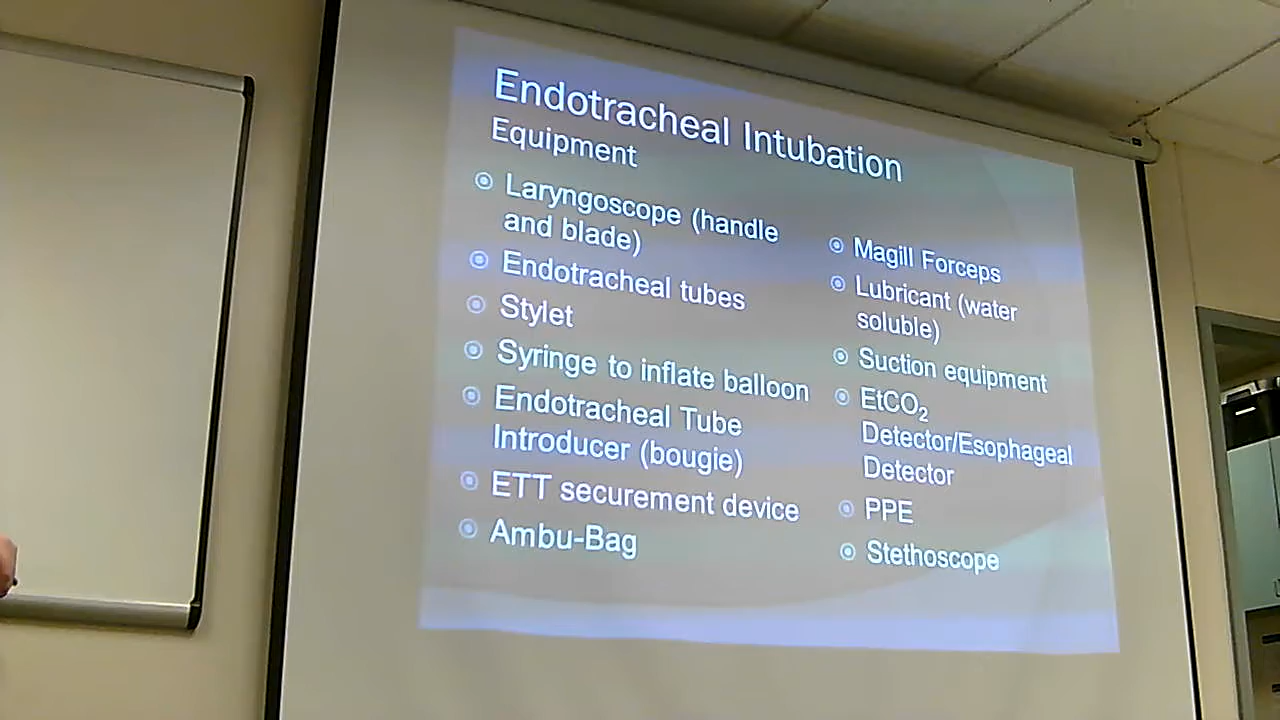 Endotracheal Intubation
Equipment
Laryngoscope (handle
and blade)
Endotracheal tubes
Stylet
Syringe to inflate balloon
Endotracheal Tube
Introducer (bougie)
ETT securement device
Ambu-Bag
Magill Forceps
Lubricant (water
soluble)
Suction equipment
EtCO₂
Detector/Esophageal
Detector
PPE
Stethoscope